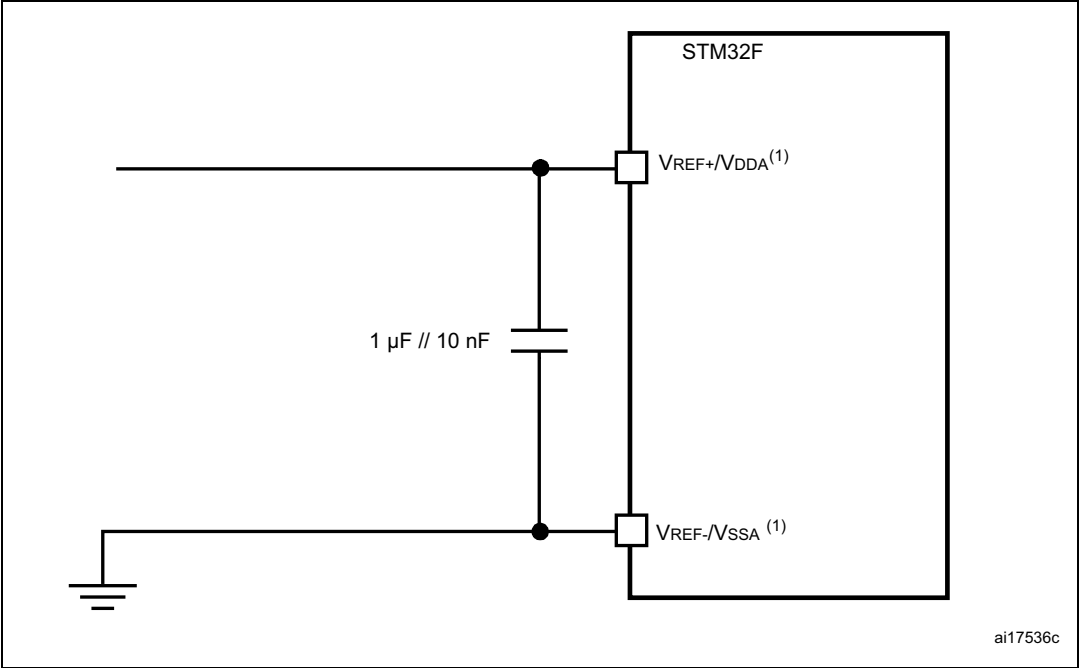 STM32F
VREF+/VDDA(1)
1 µF // 10 nF
VREF-/VSSA (1)
ai17536c